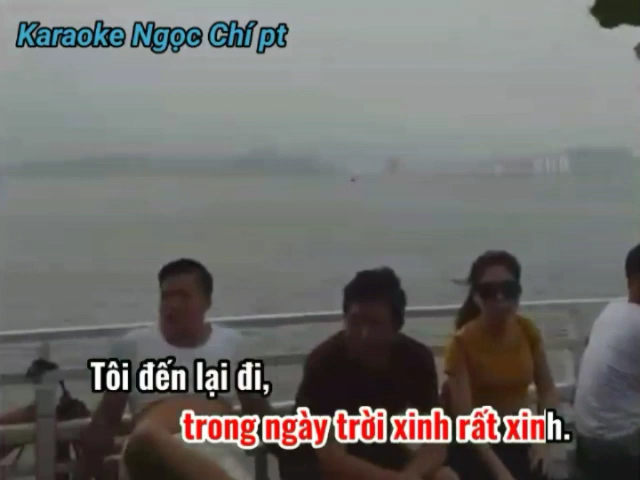 Karaoke Ngọc Chí pt
Tôi đến lại đi,
trong ngày trời xinh rất xinh.